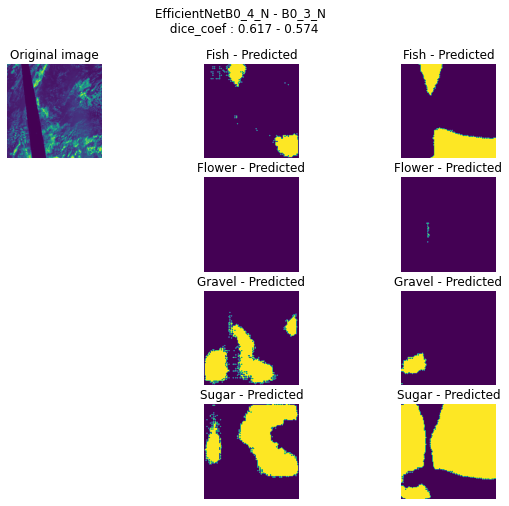 EfficientNetB0_4_N - B0_3_N
dice_coef : 0.617 - 0.574
Original image
Fish - Predicted
Fish - Predicted
Flower - Predicted
Flower - Predicted
Gravel - Predicted
Gravel - Predicted
Sugar - Predicted
Sugar - Predicted